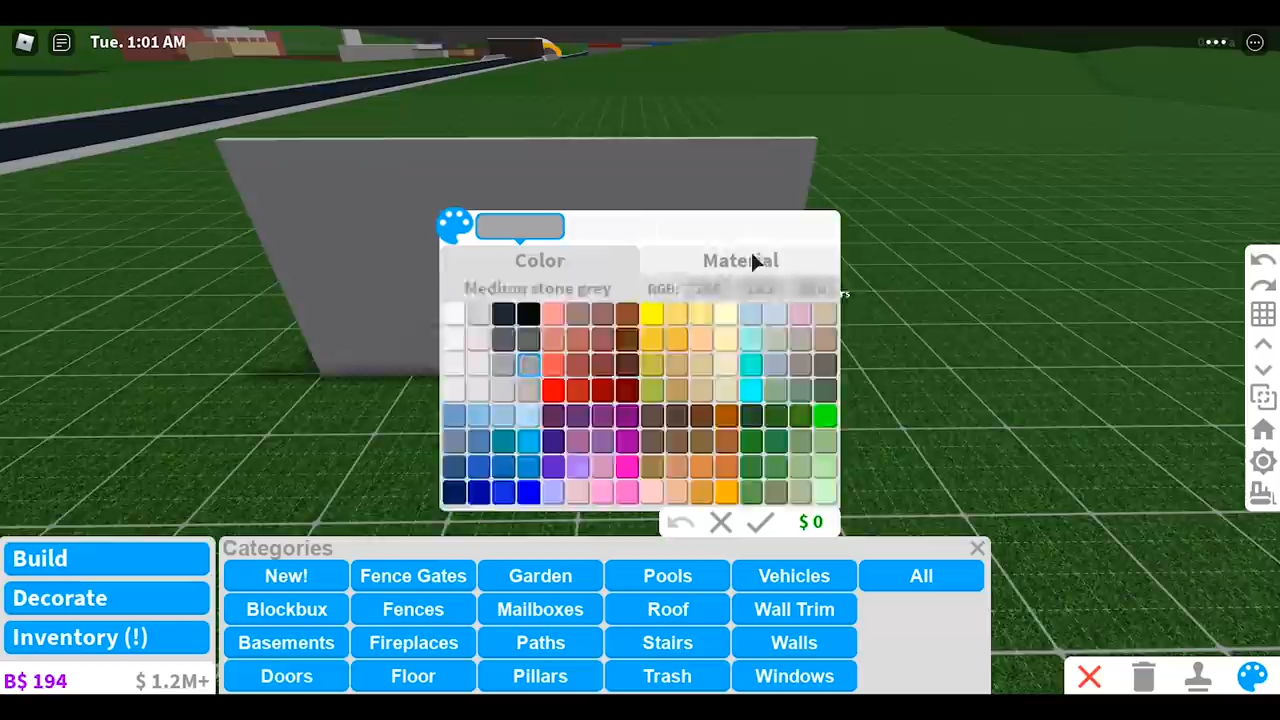 Tue. 1:01 AM
Color
Material
Medium stone grey
RGB:
Build
Decorate
Inventory (!)
B$ 194
$ 1.2M+
$ 0
Categories
New!
Fence Gates
Garden
Pools
Vehicles
All
Blockbux
Fences
Mailboxes
Roof
Wall Trim
Basements
Fireplaces
Paths
Stairs
Walls
Doors
Floor
Pillars
Trash
Windows